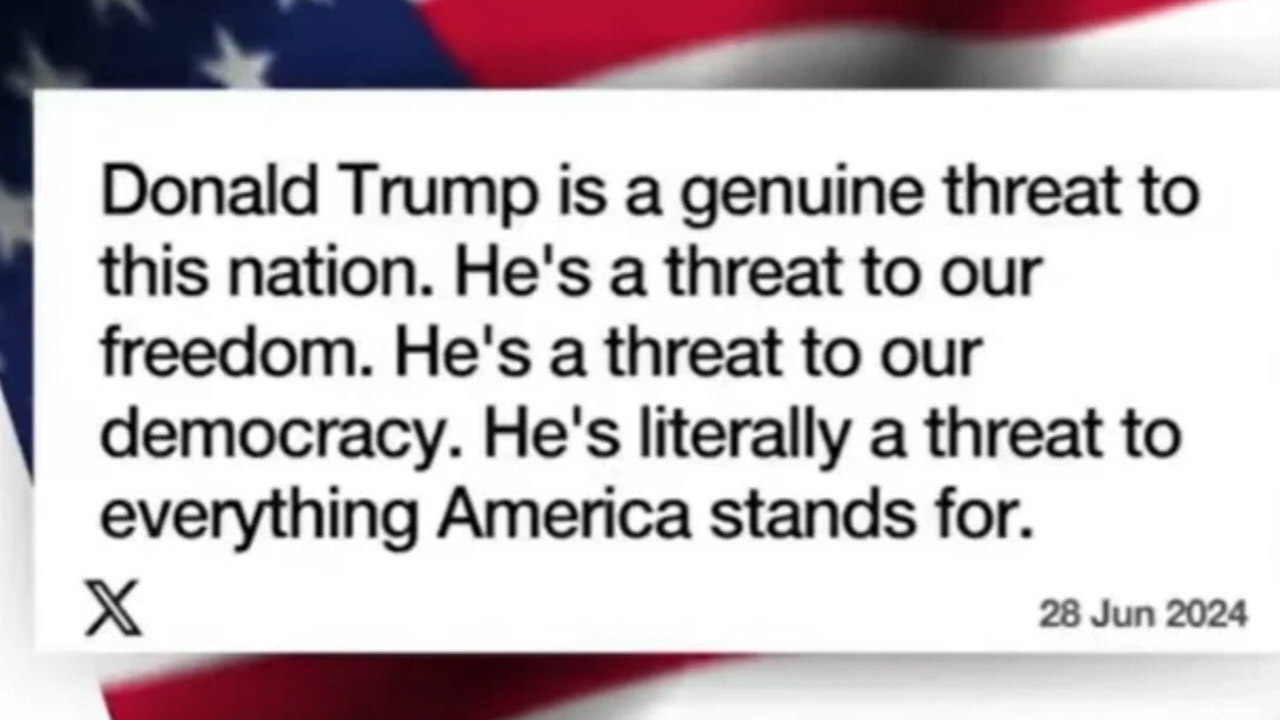 Donald Trump is a genuine threat to
this nation. He's a threat to our
freedom. He's a threat to our
democracy. He's literally a threat to
everything America stands for.
28 Jun 2024